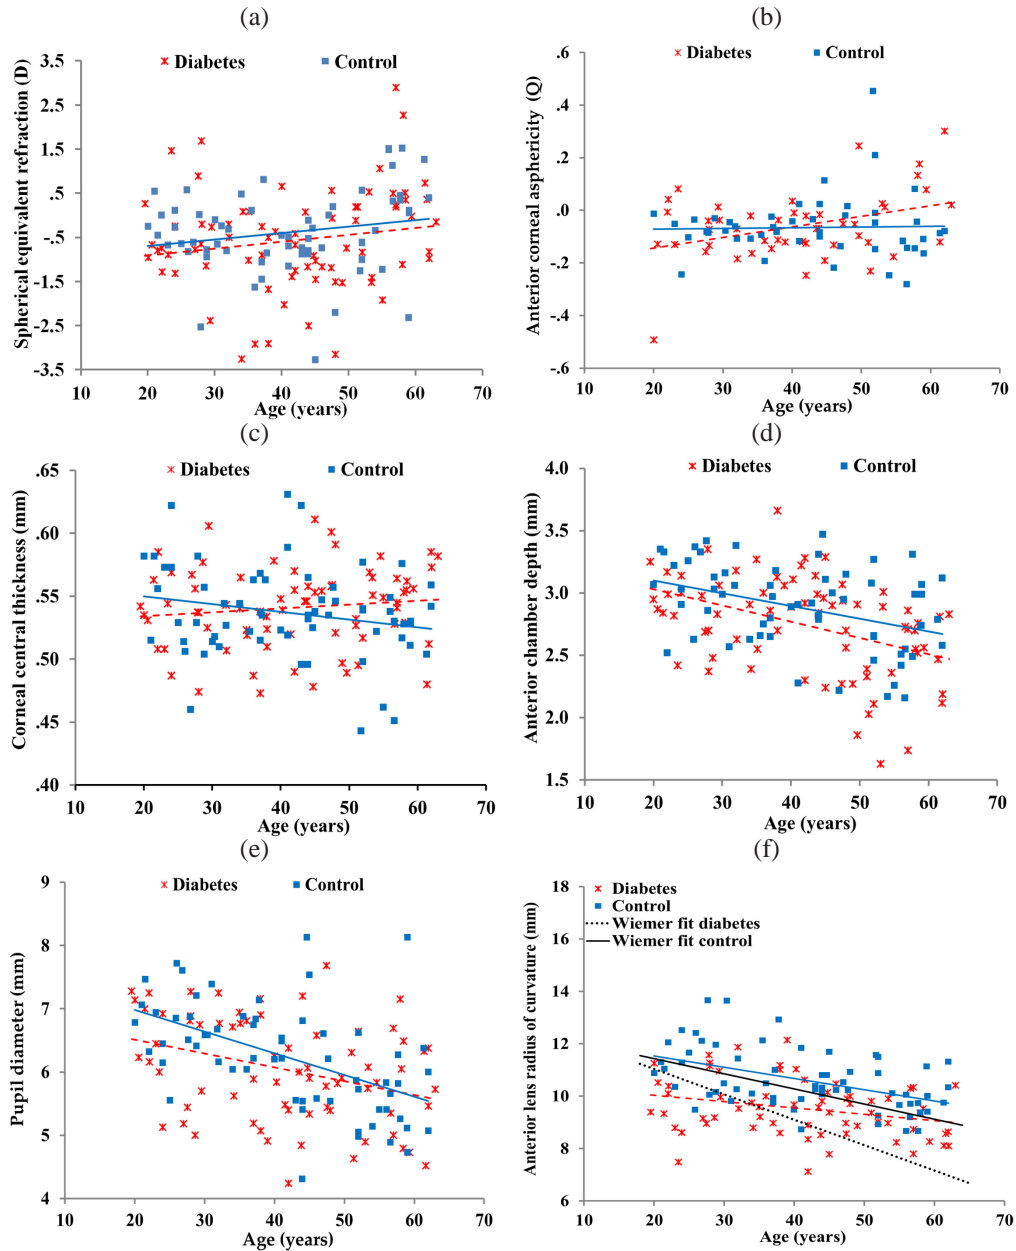 (a)
Diabetes
Control
Spherical equivalent refraction (D)
3.5
2.5
1.5
.5
-.5
-1.5
-2.5
-3.5
10 20 30 40 50 60 70
Age (years)
(b)
Diabetes
Control
Anterior corneal asphericity (Q)
.6
.4
.2
.0
-.2
-.4
-.6
10 20 30 40 50 60 70
Age (years)
(c)
Diabetes
Control
Corneal central thickness (mm)
.65
.60
.55
.50
.45
.40
10 20 30 40 50 60 70
Age (years)
(d)
Diabetes
Control
Anterior chamber depth (mm)
4.0
3.5
3.0
2.5
2.0
1.5
10 20 30 40 50 60 70
Age (years)
(e)
Diabetes
Control
Pupil diameter (mm)
9
8
7
6
5
4
10 20 30 40 50 60 70
Age (years)
(f)
Diabetes
Control
Wiemer fit diabetes
Wiemer fit control
Anterior lens radius of curvature (mm)
18
16
14
12
10
8
6
10 20 30 40 50 60 70
Age (years)